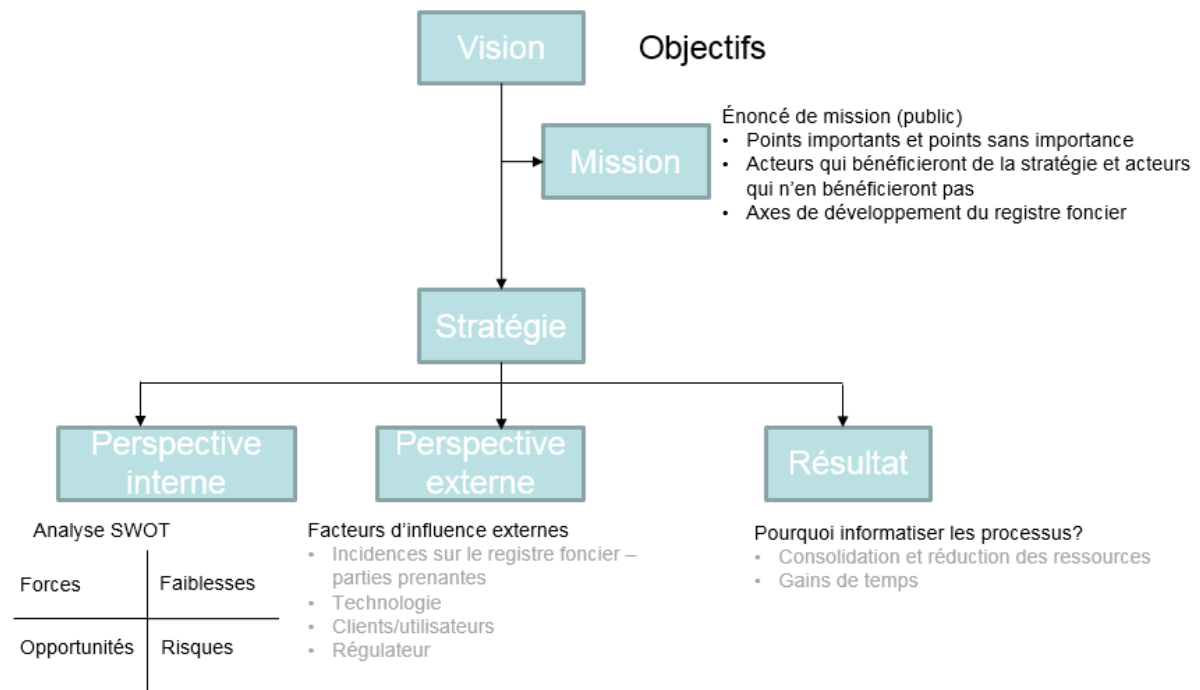 Vision
Objectifs
Énoncé de mission (public)
• Points importants et points sans importance
• Acteurs qui bénéficieront de la stratégie et acteurs
qui n'en bénéficieront pas
• Axes de développement du registre foncier
Mission
Stratégie
Perspective
interne
Perspective
externe
Résultat
Analyse SWOT
Forces
Faiblesses
Opportunités
Risques
Facteurs d'influence externes
• Incidences sur le registre foncier –
parties prenantes
• Technologie
• Clients/utilisateurs
• Régulateur
Pourquoi informatiser les processus?
• Consolidation et réduction des ressources
• Gains de temps